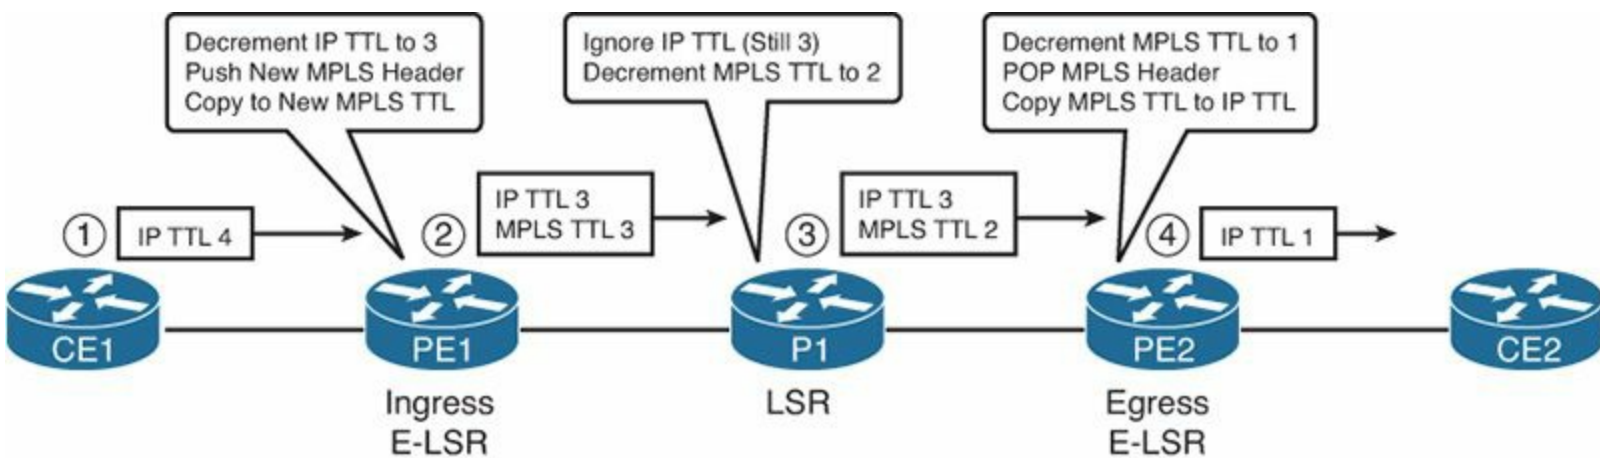 Decrement IP TTL to 3
Push New MPLS Header
Copy to New MPLS TTL
Ignore IP TTL (Still 3)
Decrement MPLS TTL to 2
Decrement MPLS TTL to 1
POP MPLS Header
Copy MPLS TTL to IP TTL
1
IP TTL 4
2
IP TTL 3
MPLS TTL 3
3
IP TTL 3
MPLS TTL 2
4
IP TTL 1
CE1
PE1
P1
PE2
CE2
Ingress
E-LSR
LSR
Egress
E-LSR